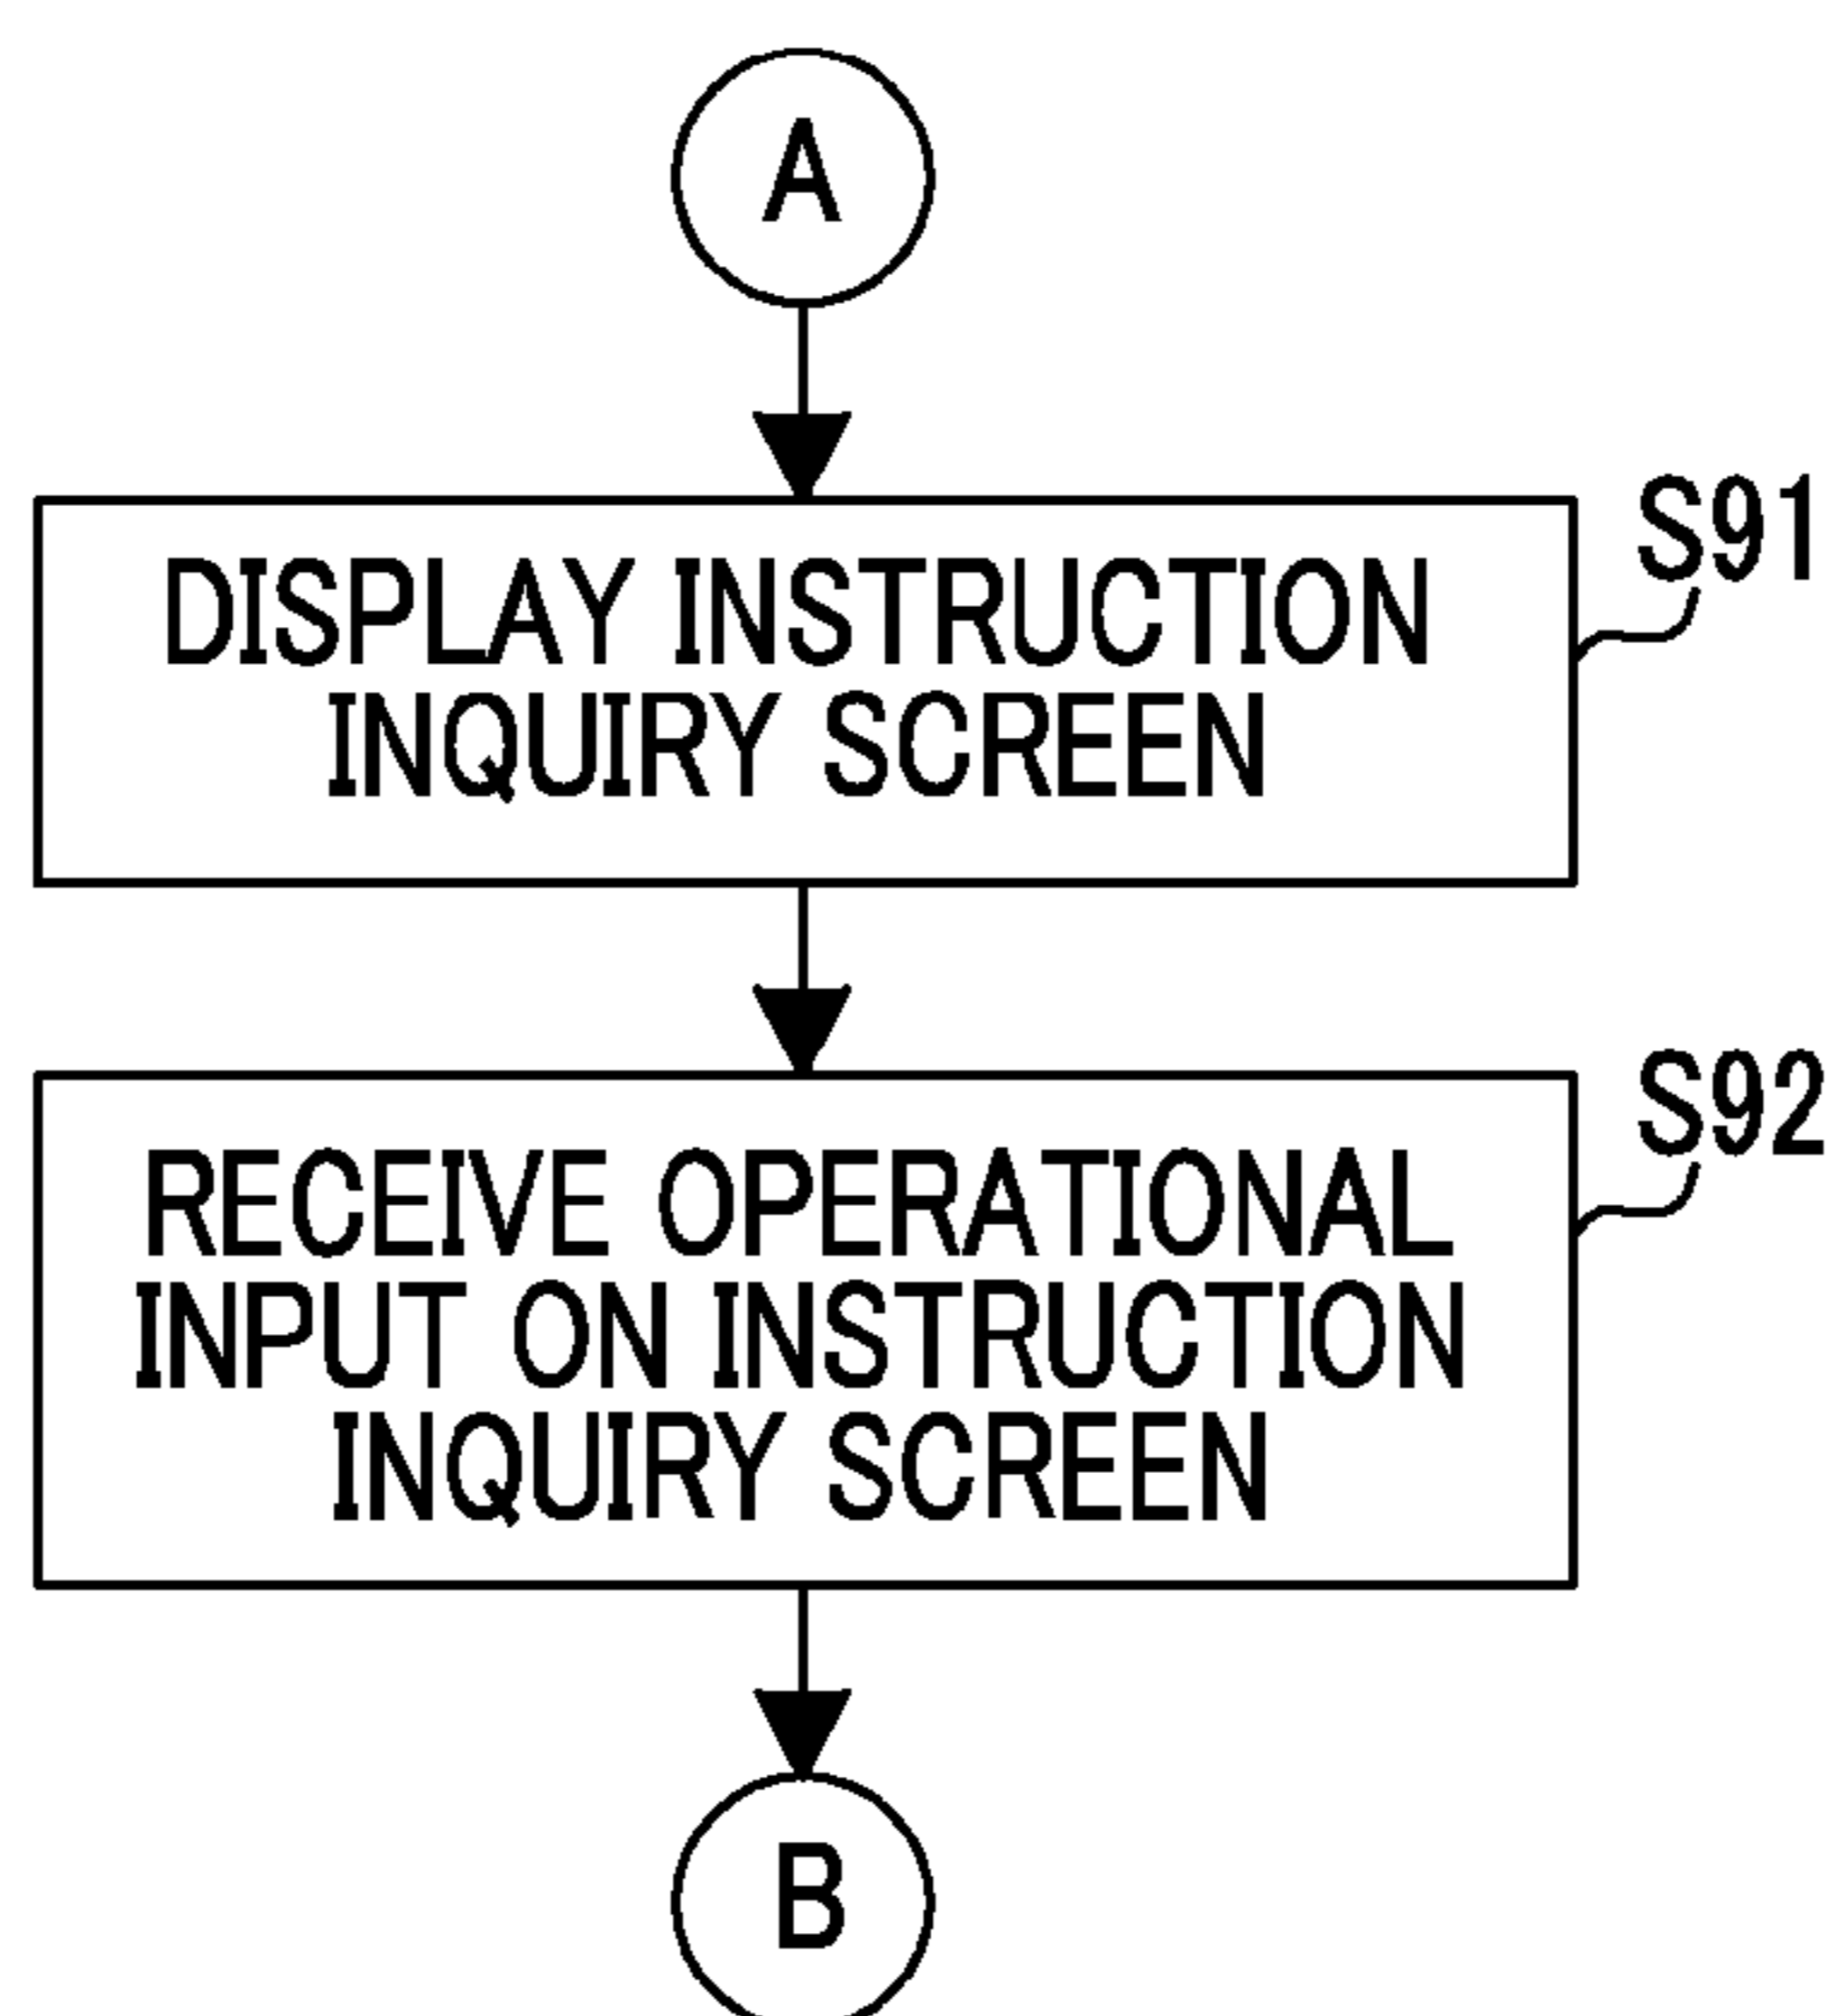 A
S91
DISPLAY INSTRUCTION
INQUIRY SCREEN
S92
RECEIVE OPERATIONAL
INPUT ON INSTRUCTION
INQUIRY SCREEN
B